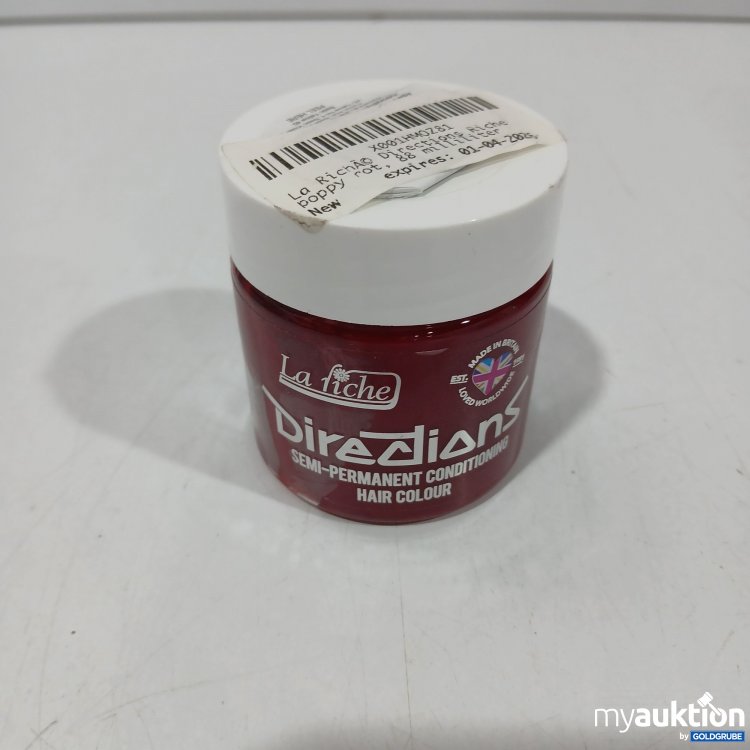 X001HMOZ81
La RichÃ© Directions Riche
poppy rot, 88 milliliter
New expires: 01-04-2025
La riche
Directions
SEMI-PERMANENT CONDITIONING
HAIR COLOUR
MADE IN BRITAIN
EST.
LOVED WORLDWIDE
myauktion
by GOLDGRUBE